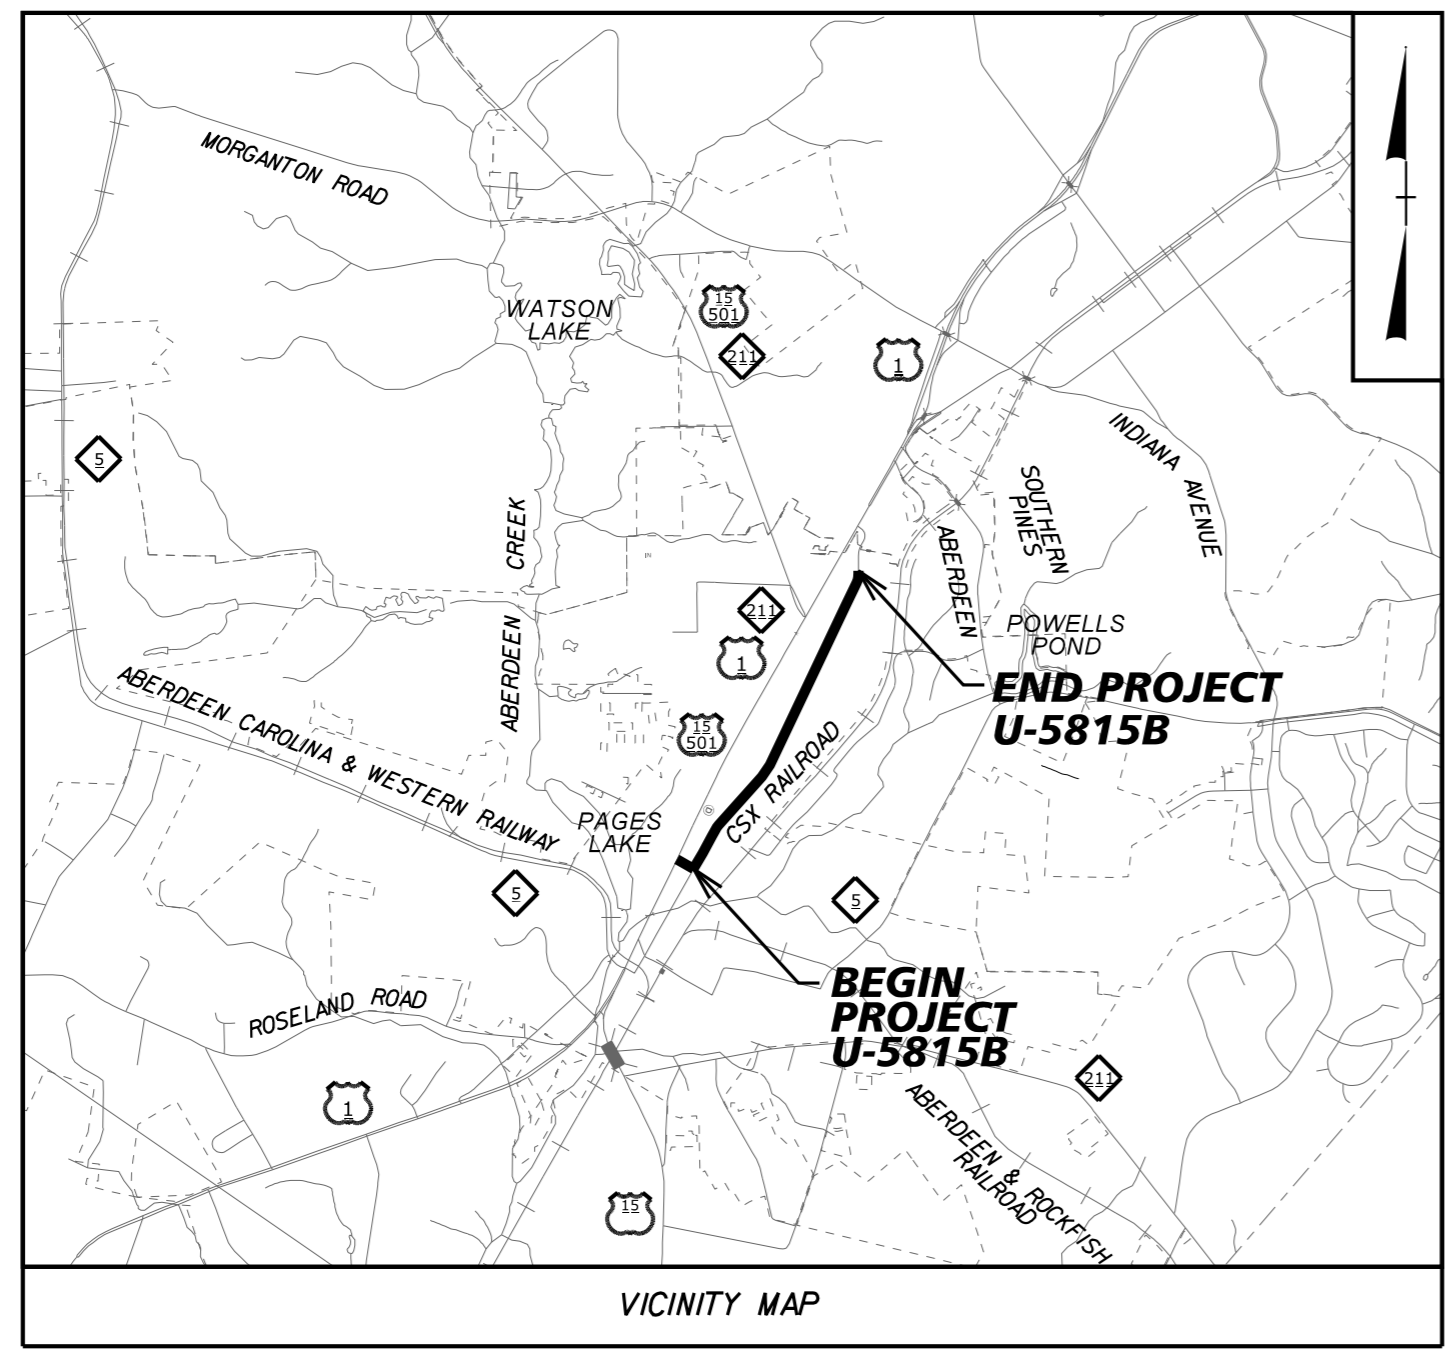 MORGANTON ROAD
WATSON
LAKE
15
501
211
1
5
INDIANA AVENUE
SOUTHERN
PINES
ABERDEEN
ABERDEEN CREEK
211
1
POWELLS
POND
END PROJECT
U-5815B
ABERDEEN CAROLINA & WESTERN RAILWAY
15
501
CSX RAILROAD
PAGES
LAKE
5
5
BEGIN
PROJECT
U-5815B
ROSELAND ROAD
1
211
ABERDEEN & ROCKFISH
RAILROAD
15
VICINITY MAP